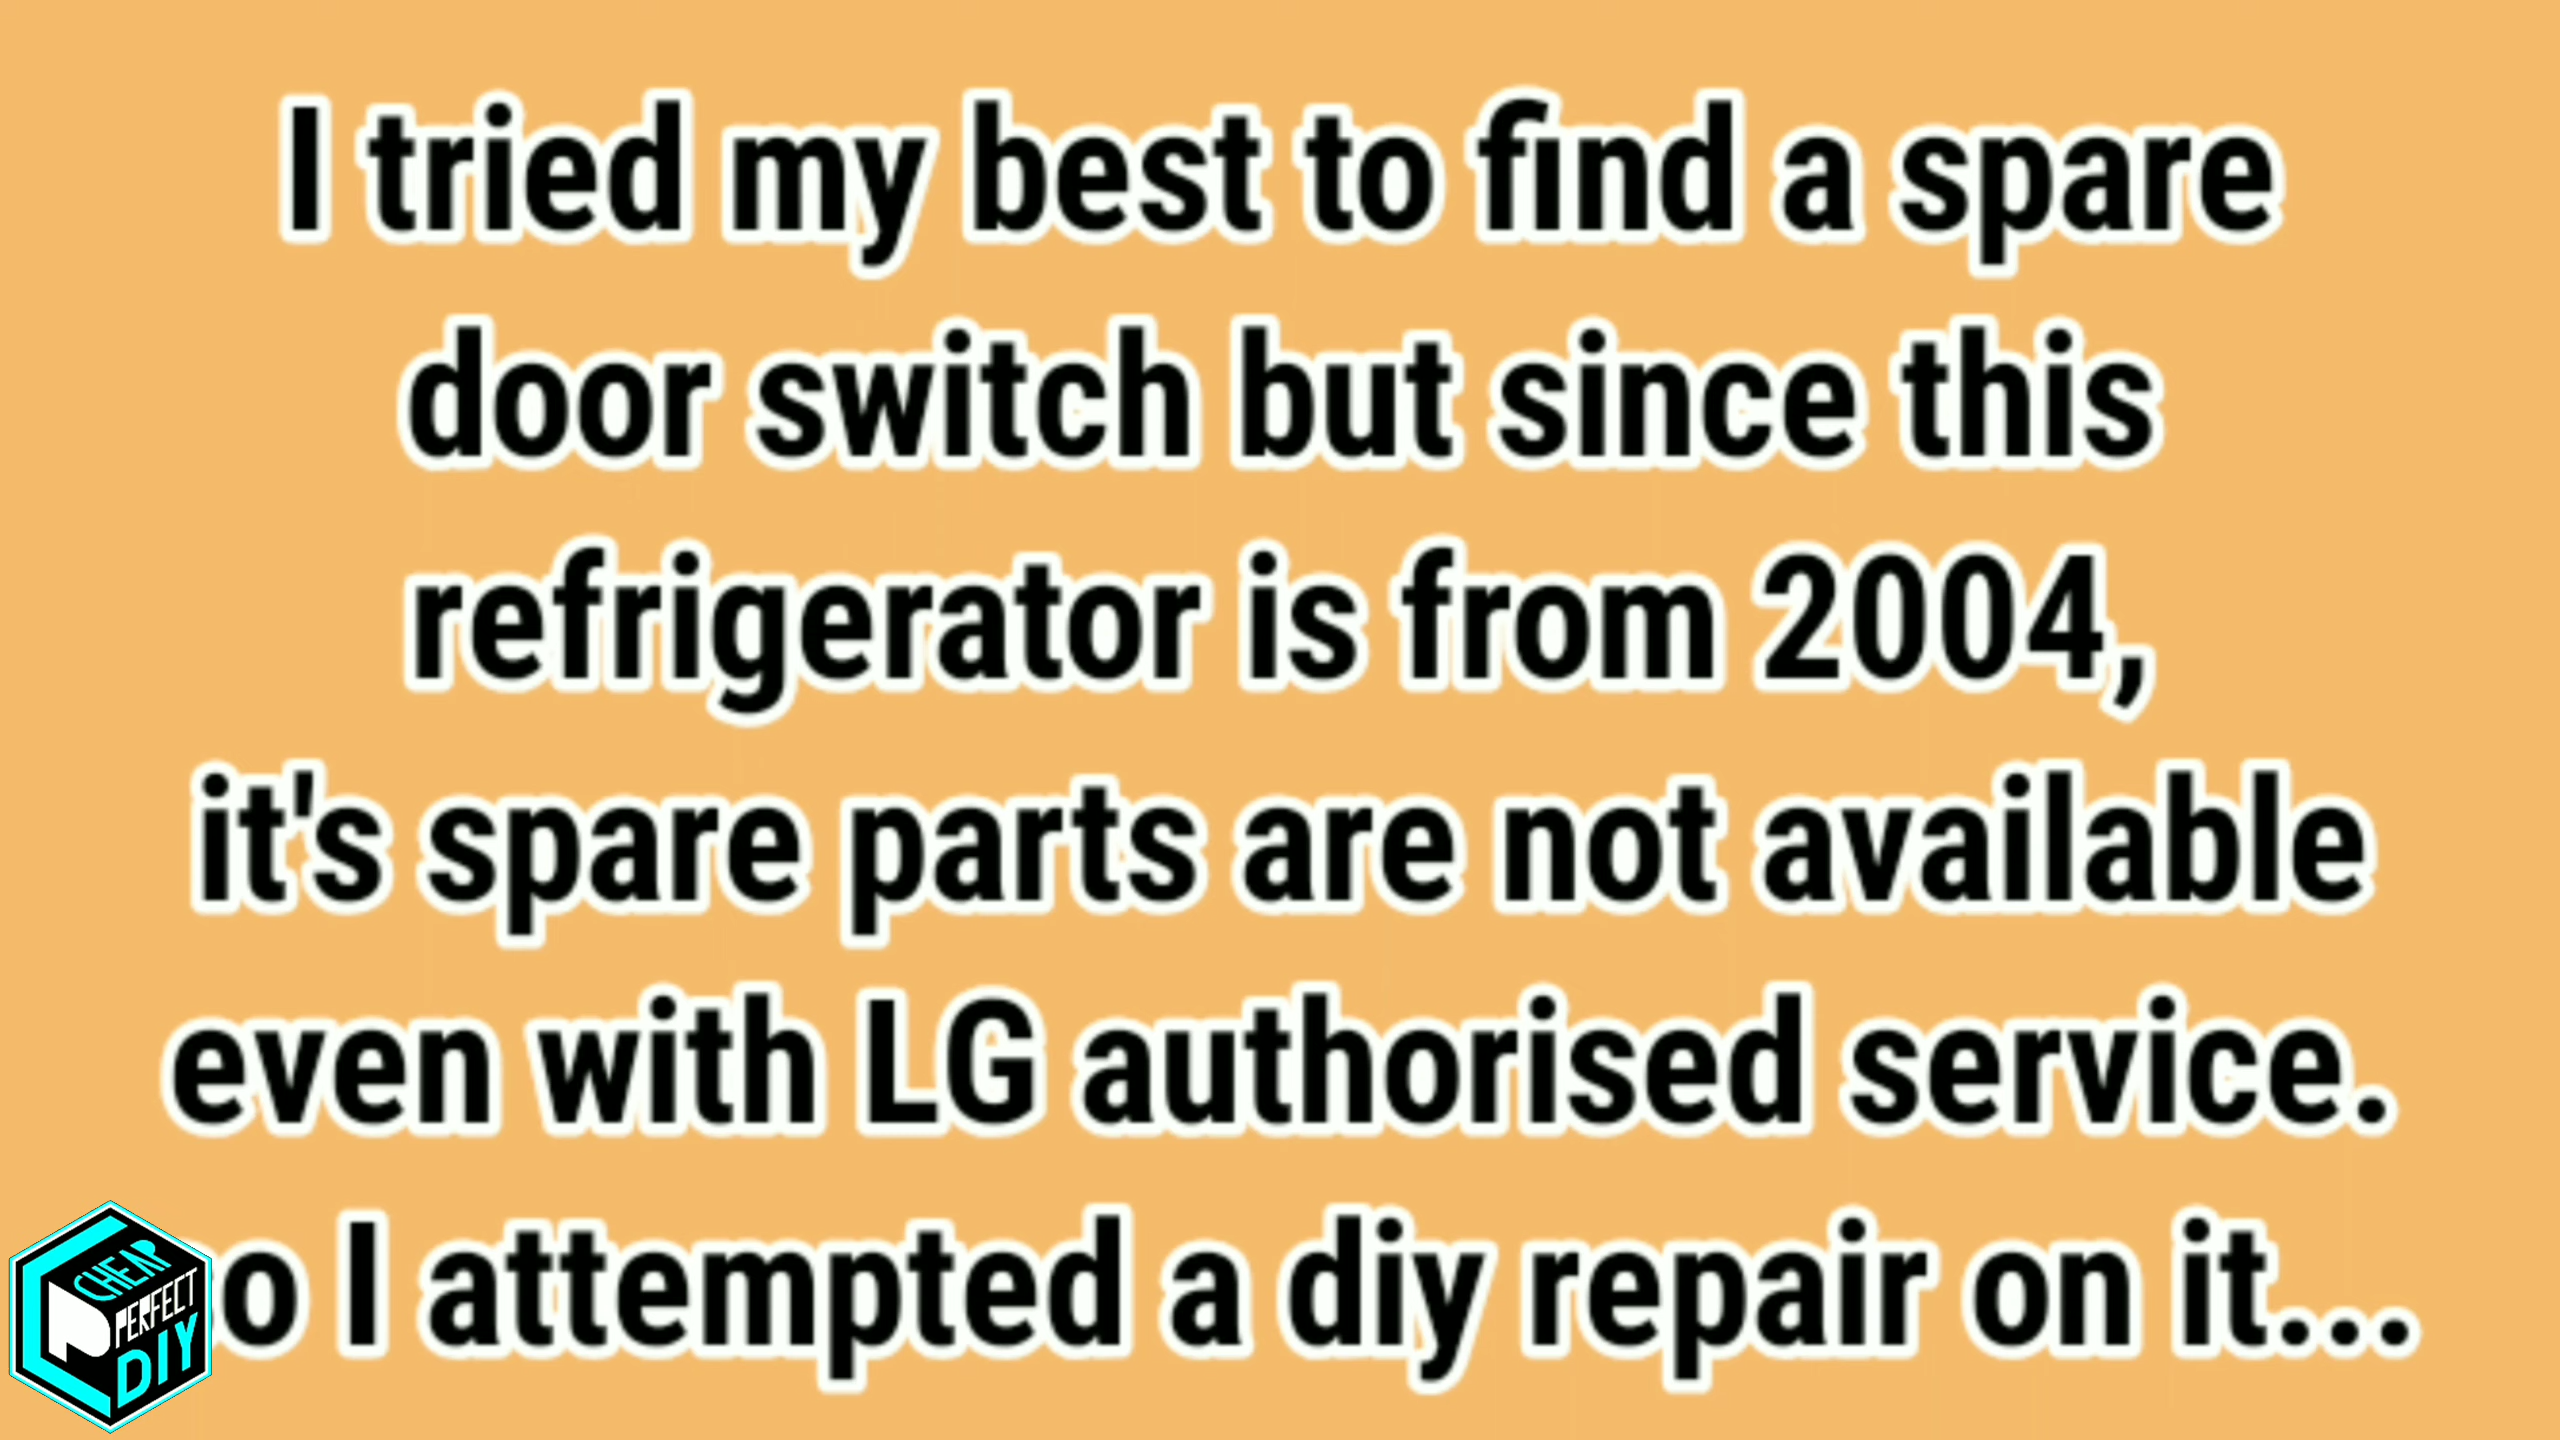 I tried my best to find a spare
door switch but since this
refrigerator is from 2004,
it's spare parts are not available
even with LG authorised service.
o I attempted a diy repair on it...
CHEAP
PERFECT
DIY